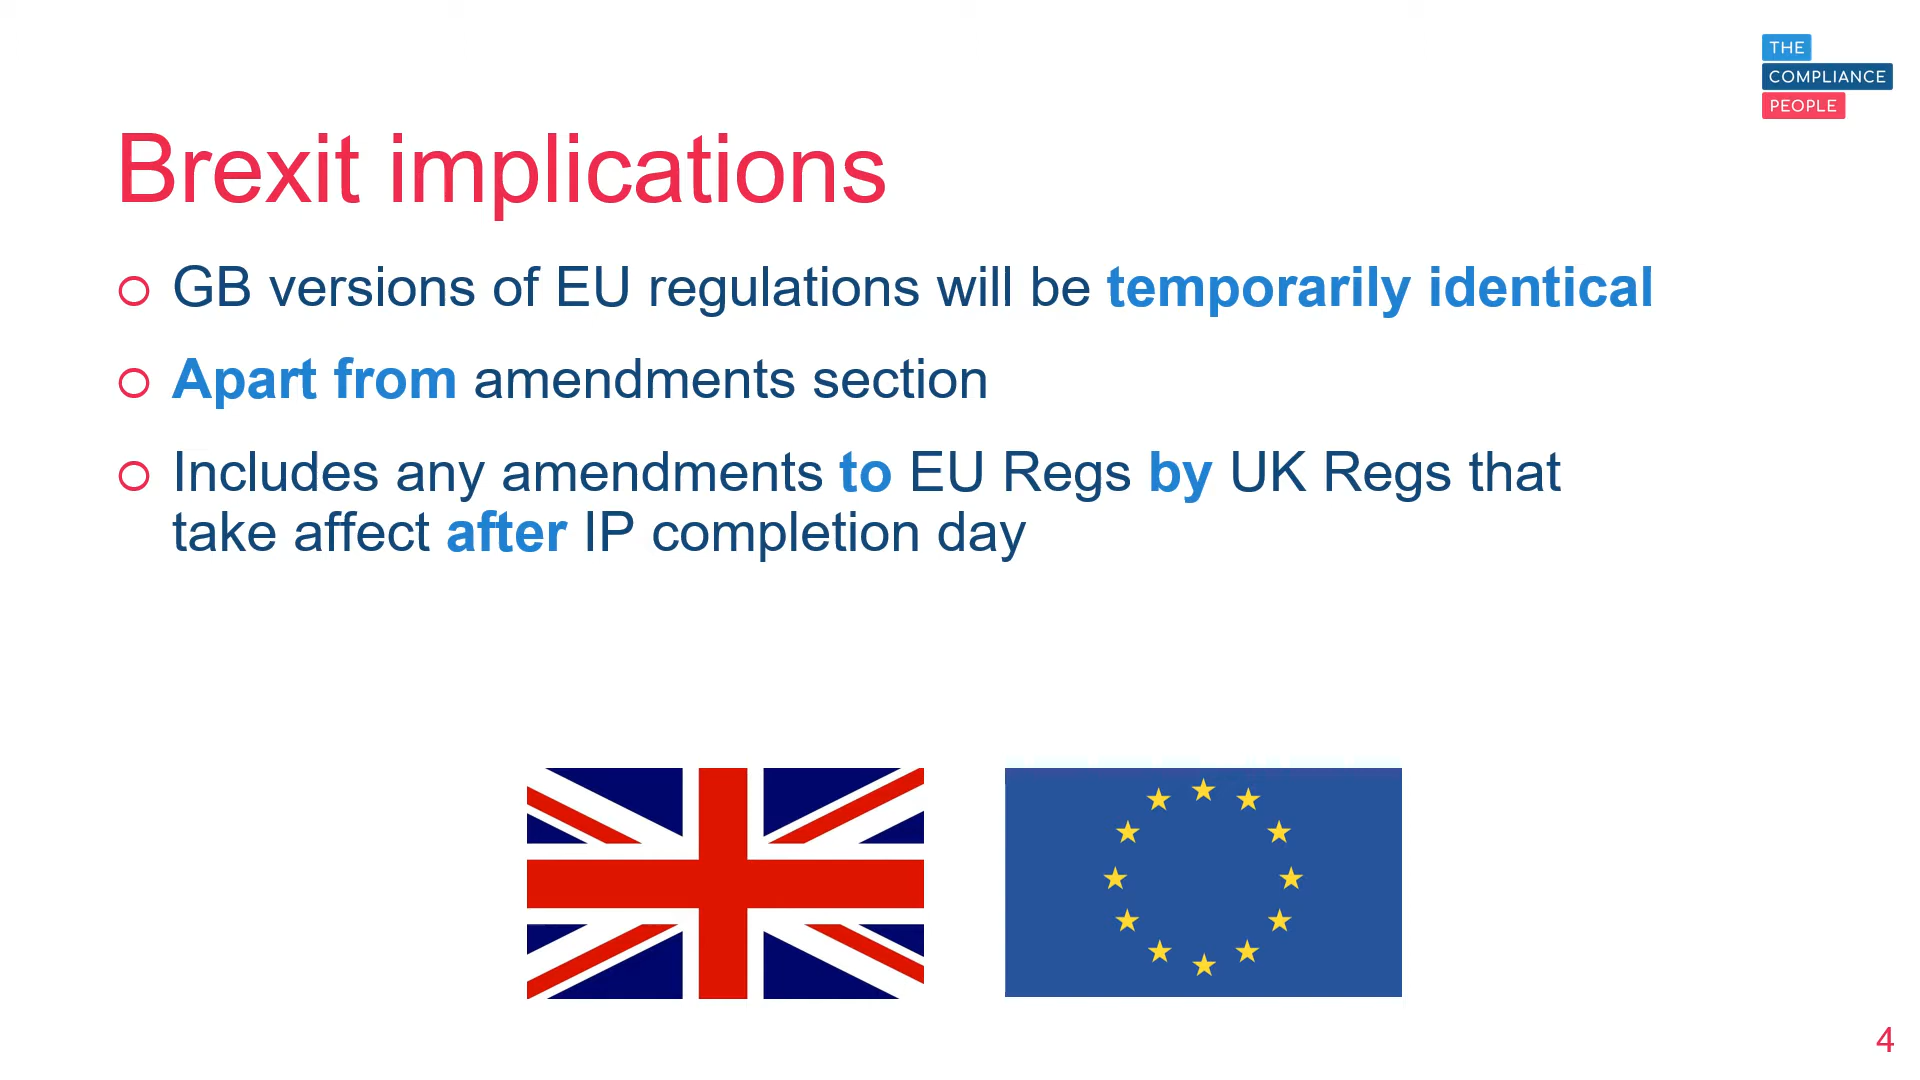 THE
COMPLIANCE
PEOPLE
Brexit implications
GB versions of EU regulations will be temporarily identical
Apart from amendments section
Includes any amendments to EU Regs by UK Regs that
take affect after IP completion day
4